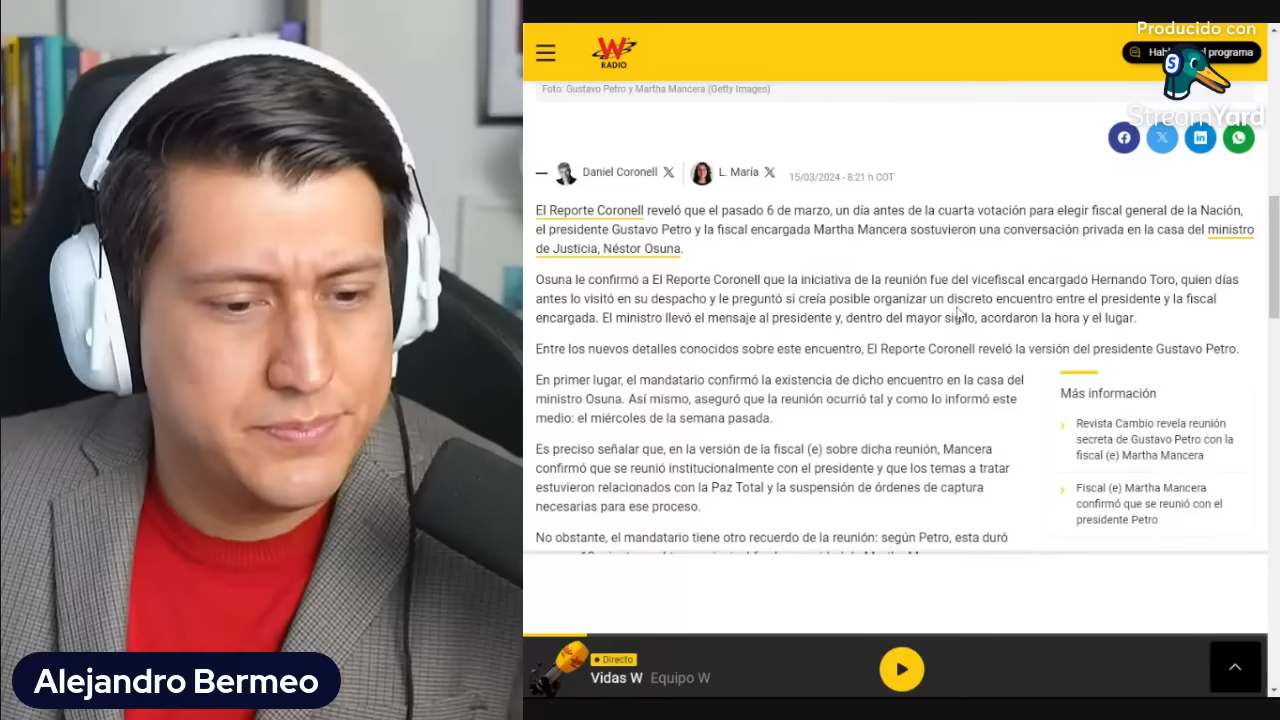 Producido con
StreamYard
W
RADIO
Foto: Gustavo Petro y Martha Mancera (Getty Images)
Daniel Coronell
L. María
15/03/2024 - 8:21 h COT
El Reporte Coronell reveló que el pasado 6 de marzo, un día antes de la cuarta votación para elegir fiscal general de la Nación,
el presidente Gustavo Petro y la fiscal encargada Martha Mancera sostuvieron una conversación privada en la casa del ministro
de Justicia, Néstor Osuna.
Osuna le confirmó a El Reporte Coronell que la iniciativa de la reunión fue del vicefiscal encargado Hernando Toro, quien días
antes lo visitó en su despacho y le preguntó si creía posible organizar un discreto encuentro entre el presidente y la fiscal
encargada. El ministro llevó el mensaje al presidente y, dentro del mayor sigilo, acordaron la hora y el lugar.
Entre los nuevos detalles conocidos sobre este encuentro, El Reporte Coronell reveló la versión del presidente Gustavo Petro.
En primer lugar, el mandatario confirmó la existencia de dicho encuentro en la casa del
ministro Osuna. Así mismo, aseguró que la reunión ocurrió tal y como lo informó este
medio: el miércoles de la semana pasada.
Es preciso señalar que, en la versión de la fiscal (e) sobre dicha reunión, Mancera
confirmó que se reunió institucionalmente con el presidente y que los temas a tratar
estuvieron relacionados con la Paz Total y la suspensión de órdenes de captura
necesarias para ese proceso.
No obstante, el mandatario tiene otro recuerdo de la reunión: según Petro, esta duró
Más información
Revista Cambio revela reunión
secreta de Gustavo Petro con la
fiscal (e) Martha Mancera
Fiscal (e) Martha Mancera
confirmó que se reunió con el
presidente Petro
Directo
Vidas W Equipo W
Alejandro Bermeo